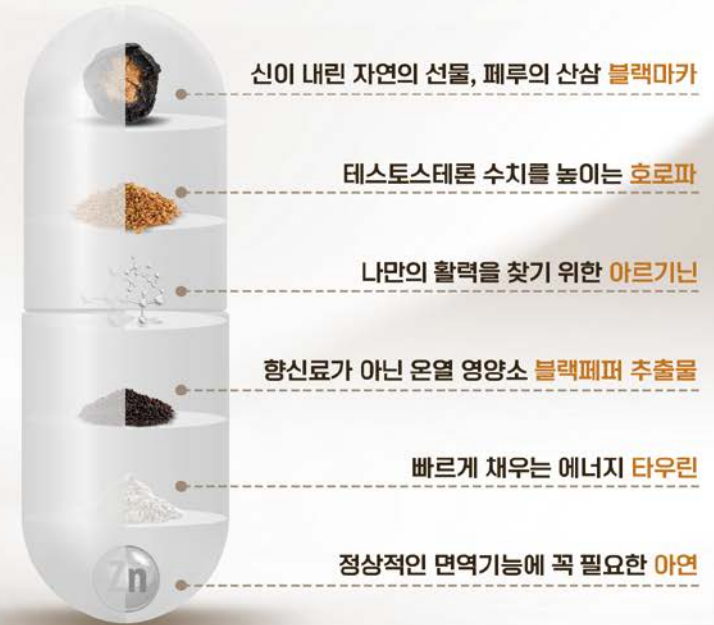 신이 내린 자연의 선물, 페루의 산삼 블랙마카
테스토스테론 수치를 높이는 호로파
나만의 활력을 찾기 위한 아르기닌
향신료가 아닌 온열 영양소 블랙페퍼 추출물
빠르게 채우는 에너지 타우린
정상적인 면역기능에 꼭 필요한 아연
Zn